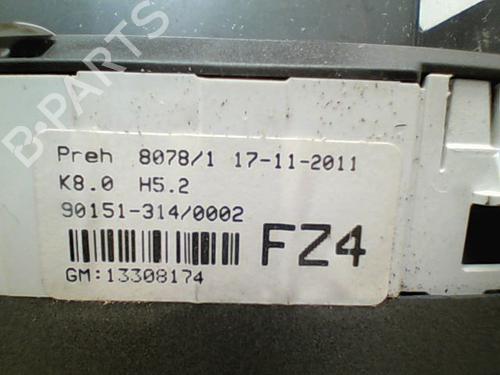 B-PARTS
Preh 8078/1 17-11-2011
K8.0 H5.2
90151-314/0002
FZ4
GM:13308174